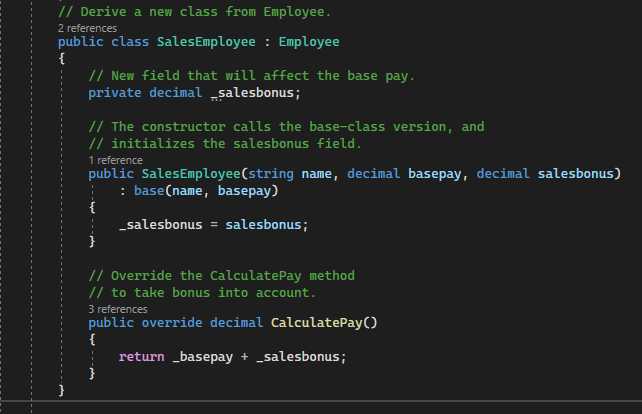 // Derive a new class from Employee.
2 references
public class SalesEmployee : Employee
{
// New field that will affect the base pay.
private decimal _salesbonus;
// The constructor calls the base-class version, and
// initializes the salesbonus field.
1 reference
public SalesEmployee(string name, decimal basepay, decimal salesbonus)
: base(name, basepay)
{
_salesbonus = salesbonus;
}
// Override the CalculatePay method
// to take bonus into account.
3 references
public override decimal CalculatePay()
{
return _basepay + _salesbonus;
}
}